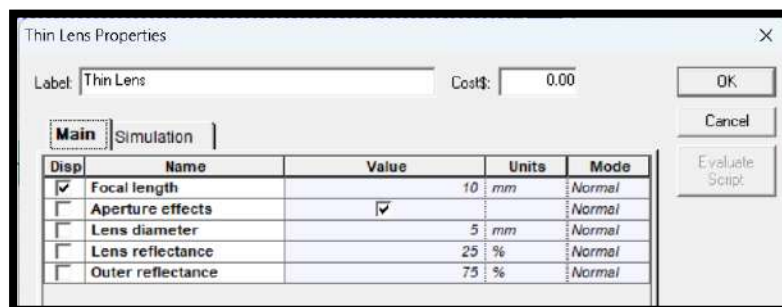 Thin Lens Properties
Label: Thin Lens Cost$: 0.00 OK
Cancel
Evaluate Script
Main Simulation
Disp Name Value Units Mode
Focal length 10 mm Normal
Aperture effects Normal
Lens diameter 5 mm Normal
Lens reflectance 25 % Normal
Outer reflectance 75 % Normal